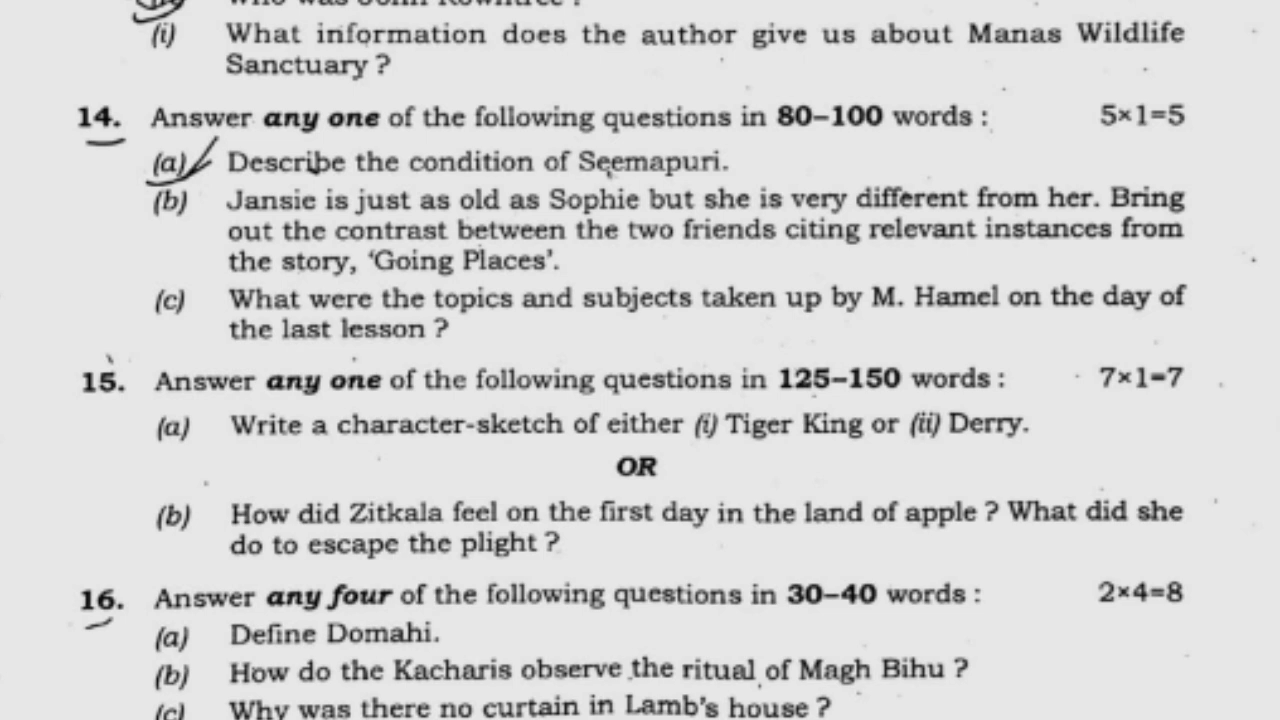 Who was John Rowntree ?
(i) What information does the author give us about Manas Wildlife
Sanctuary ?
14. Answer any one of the following questions in 80–100 words : 5×1=5
(a) Describe the condition of Seemapuri.
(b) Jansie is just as old as Sophie but she is very different from her. Bring
out the contrast between the two friends citing relevant instances from
the story, ‘Going Places’.
(c) What were the topics and subjects taken up by M. Hamel on the day of
the last lesson ?
15. Answer any one of the following questions in 125–150 words : 7×1=7
(a) Write a character-sketch of either (i) Tiger King or (ii) Derry.
OR
(b) How did Zitkala feel on the first day in the land of apple ? What did she
do to escape the plight ?
16. Answer any four of the following questions in 30–40 words : 2×4=8
(a) Define Domahi.
(b) How do the Kacharis observe the ritual of Magh Bihu ?
(c) Why was there no curtain in Lamb's house ?